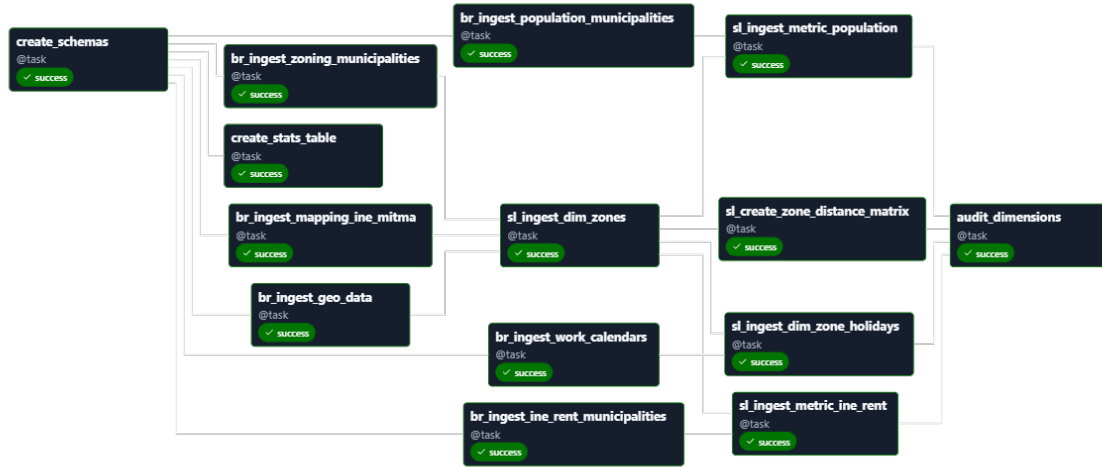 create_schemas
@task
success
br_ingest_zoning_municipalities
@task
success
create_stats_table
@task
success
br_ingest_mapping_ine_mitma
@task
success
br_ingest_geo_data
@task
success
br_ingest_population_municipalities
@task
success
sl_ingest_dim_zones
@task
success
br_ingest_work_calendars
@task
success
br_ingest_ine_rent_municipalities
@task
success
sl_ingest_metric_population
@task
success
sl_create_zone_distance_matrix
@task
success
sl_ingest_dim_zone_holidays
@task
success
sl_ingest_metric_ine_rent
@task
success
audit_dimensions
@task
success